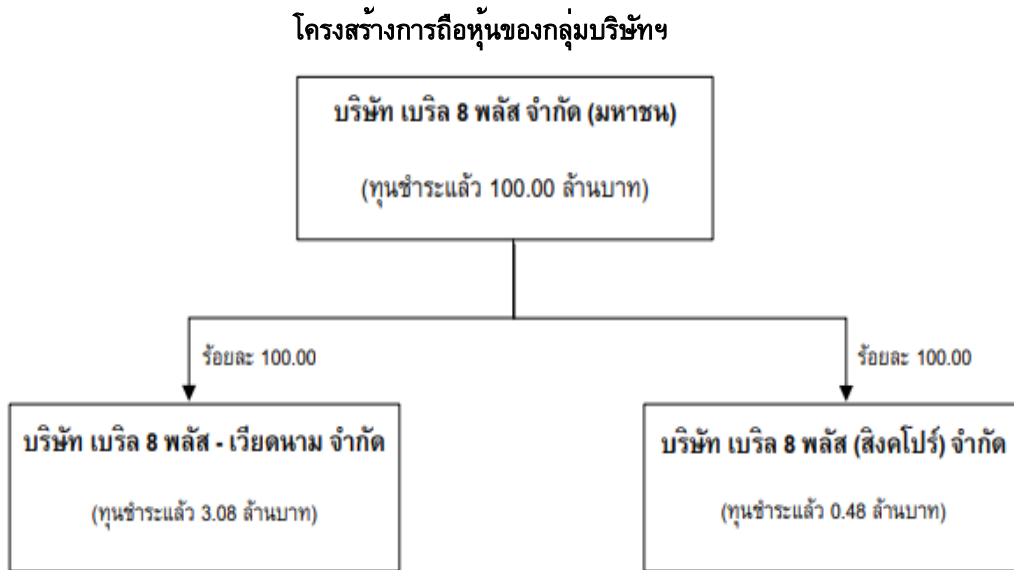 โครงสร้างการถือหุ้นของกลุ่มบริษัทฯ
บริษัท เบริล 8 พลัส จำกัด (มหาชน)
(ทุนชำระแล้ว 100.00 ล้านบาท)
ร้อยละ 100.00
ร้อยละ 100.00
บริษัท เบริล 8 พลัส - เวียดนาม จำกัด
(ทุนชำระแล้ว 3.08 ล้านบาท)
บริษัท เบริล 8 พลัส (สิงคโปร์) จำกัด
(ทุนชำระแล้ว 0.48 ล้านบาท)